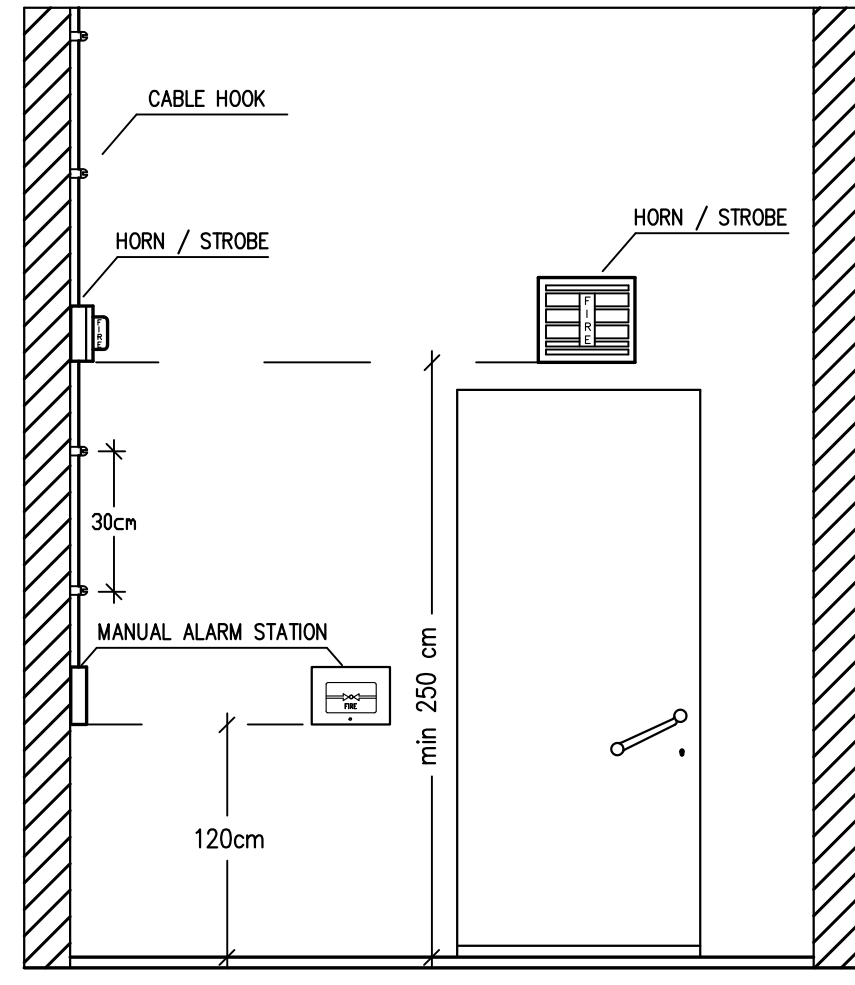 CABLE HOOK
HORN / STROBE
HORN / STROBE
FIRE
FIRE
30cm
MANUAL ALARM STATION
FIRE
min 250 cm
120cm